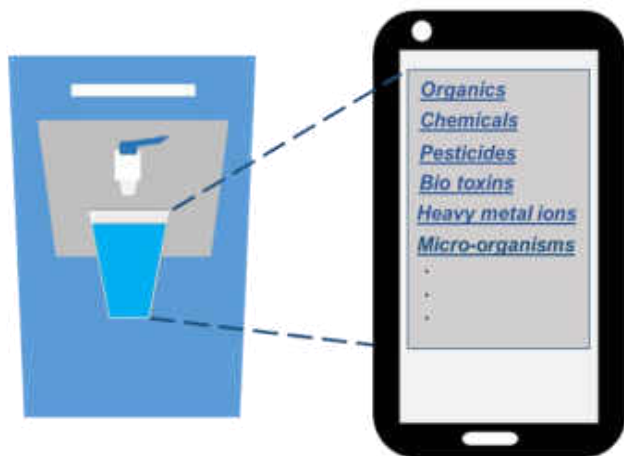 Organics
Chemicals
Pesticides
Bio toxins
Heavy metal ions
Micro-organisms
.
.
.